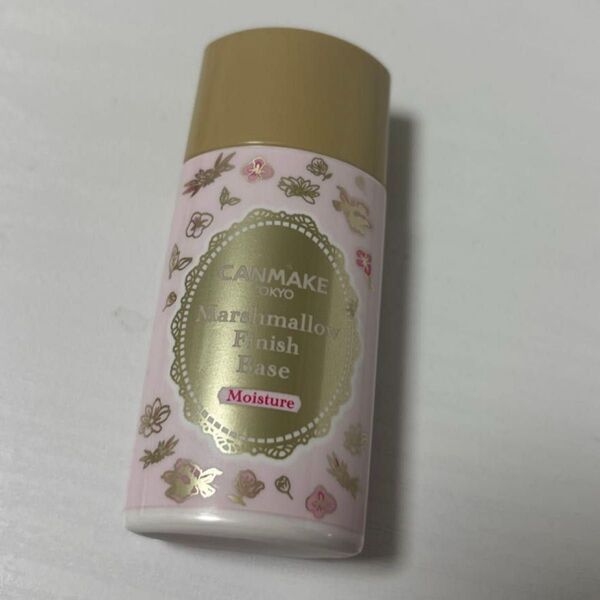 CANMAKE
TOKYO
Marshmallow
Finish
Base
Moisture